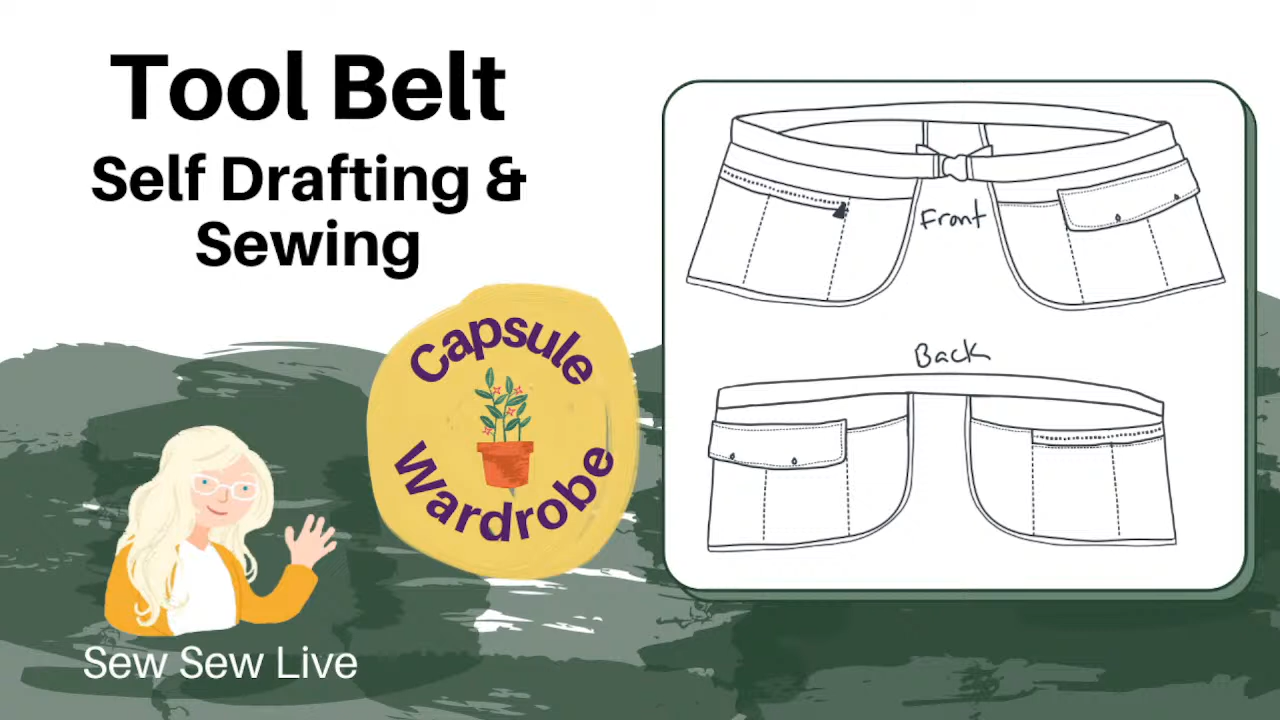 Tool Belt
Self Drafting &
Sewing
Capsule
Wardrobe
Sew Sew Live
Front
Back